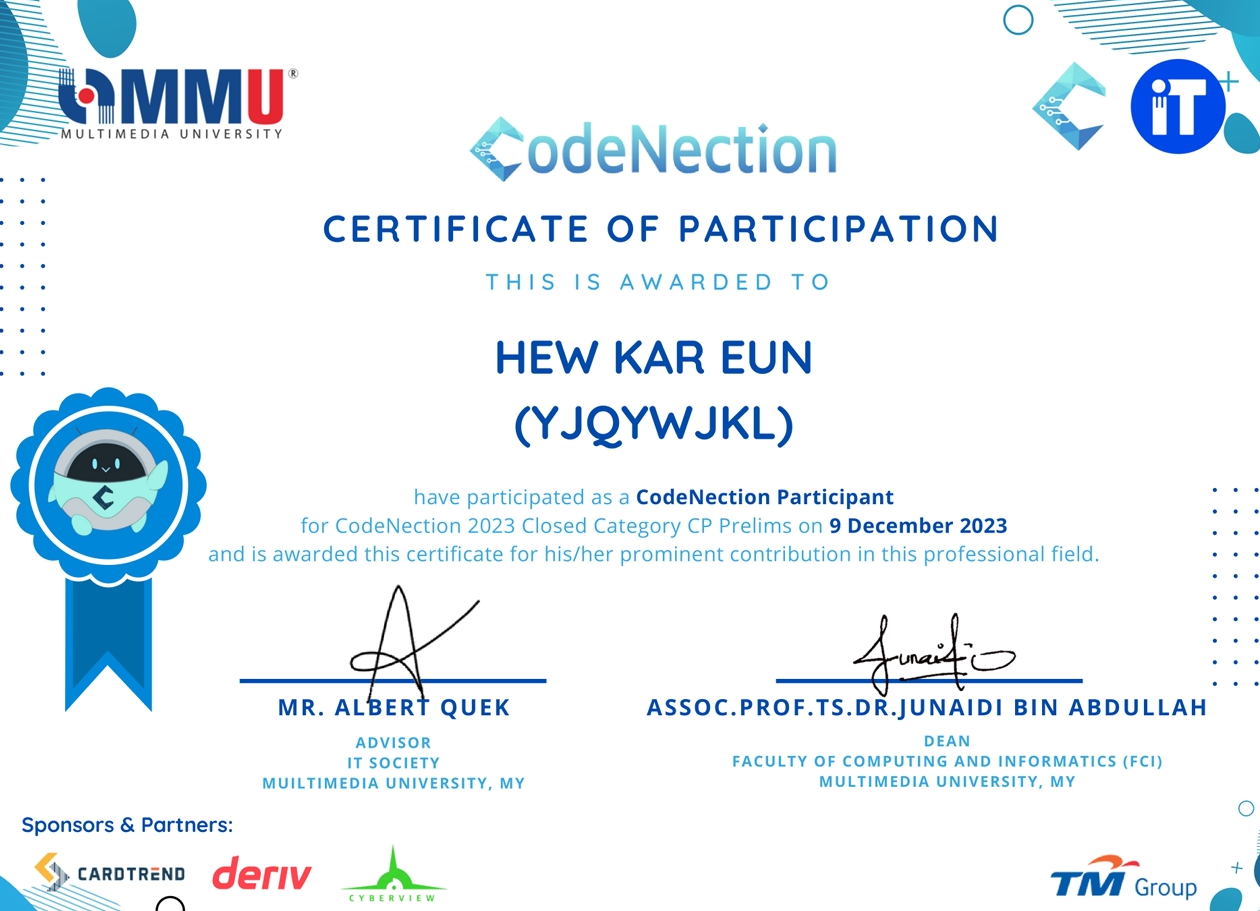 MMU®
MULTIMEDIA UNIVERSITY
iT
CodeNection
CERTIFICATE OF PARTICIPATION
THIS IS AWARDED TO
HEW KAR EUN
(YJQYWJKL)
have participated as a CodeNection Participant
for CodeNection 2023 Closed Category CP Prelims on 9 December 2023
and is awarded this certificate for his/her prominent contribution in this professional field.
Junaidi
MR. ALBERT QUEK
ASSOC.PROF.TS.DR.JUNAIDI BIN ABDULLAH
ADVISOR
IT SOCIETY
MUILTIMEDIA UNIVERSITY, MY
DEAN
FACULTY OF COMPUTING AND INFORMATICS (FCI)
MULTIMEDIA UNIVERSITY, MY
Sponsors & Partners:
CARDTREND
deriv
CYBERVIEW
TM Group